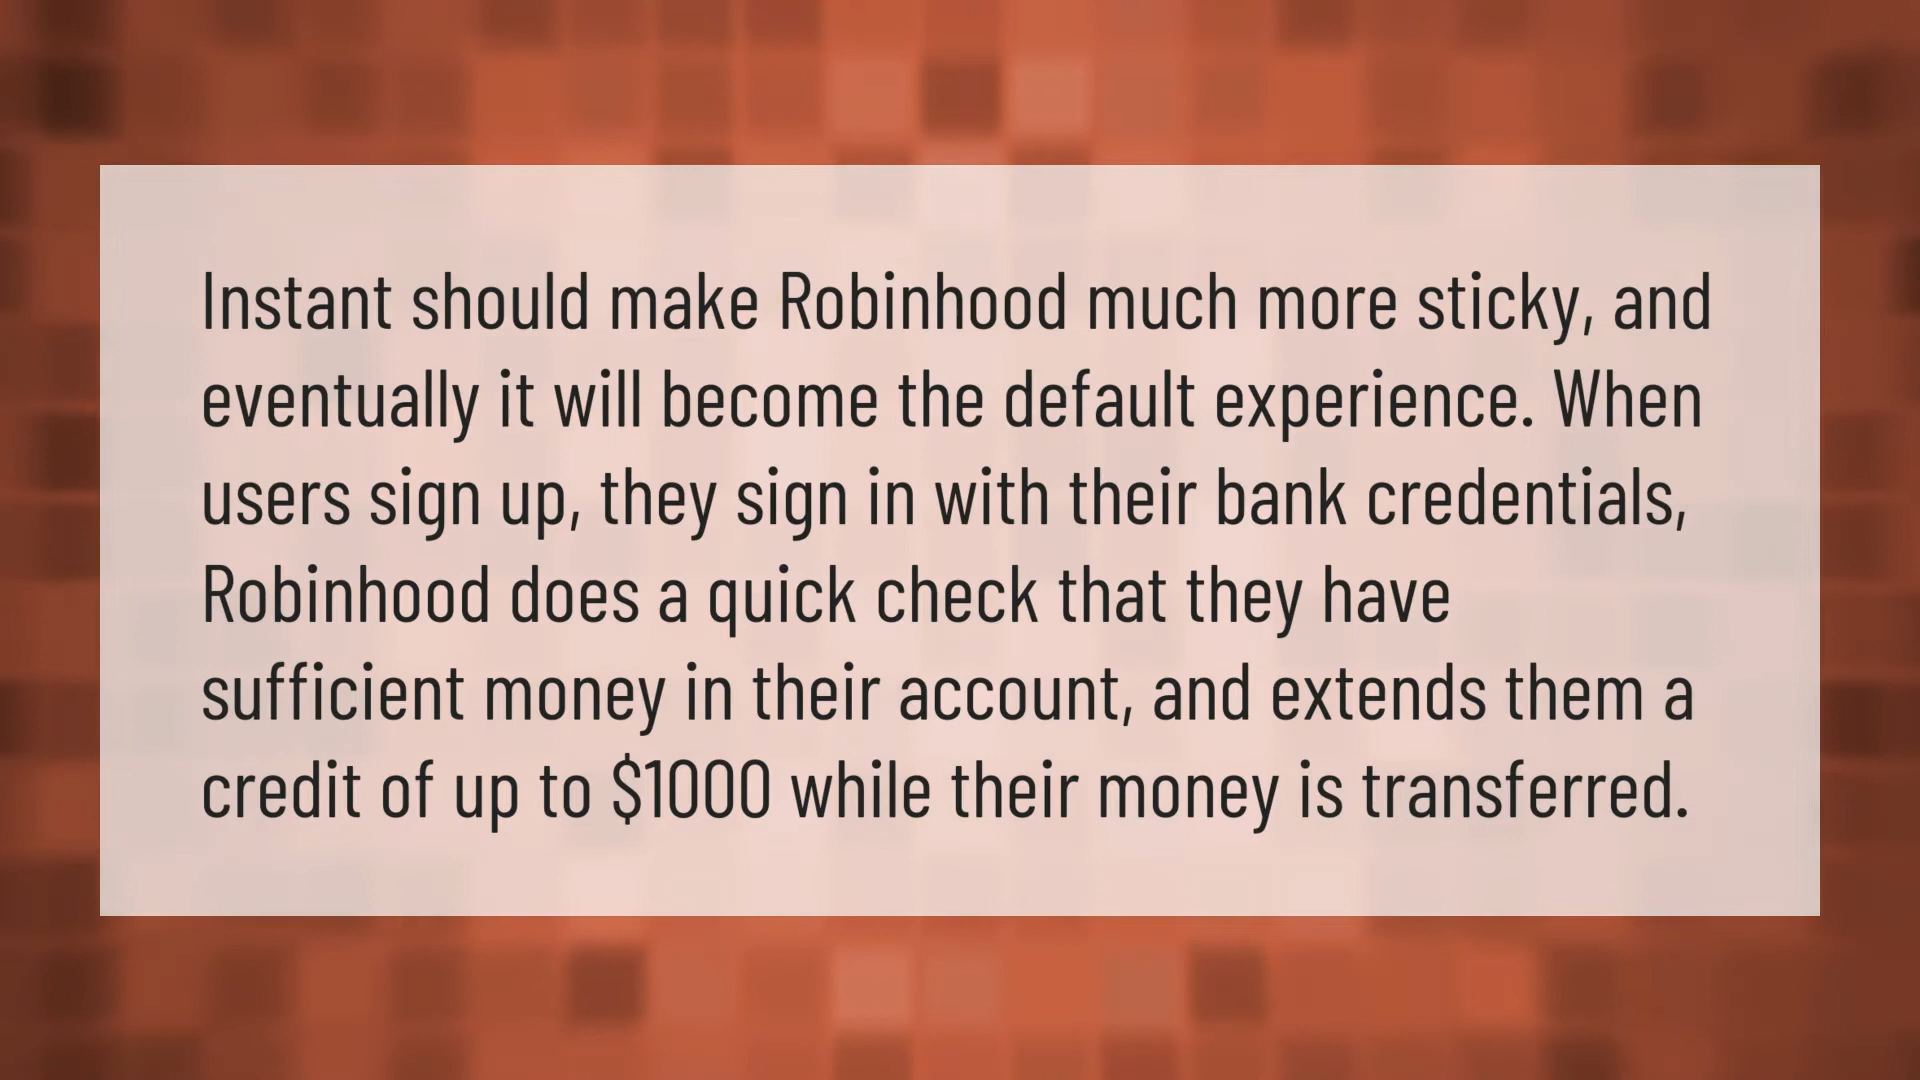 Instant should make Robinhood much more sticky, and
eventually it will become the default experience. When
users sign up, they sign in with their bank credentials,
Robinhood does a quick check that they have
sufficient money in their account, and extends them a
credit of up to $1000 while their money is transferred.